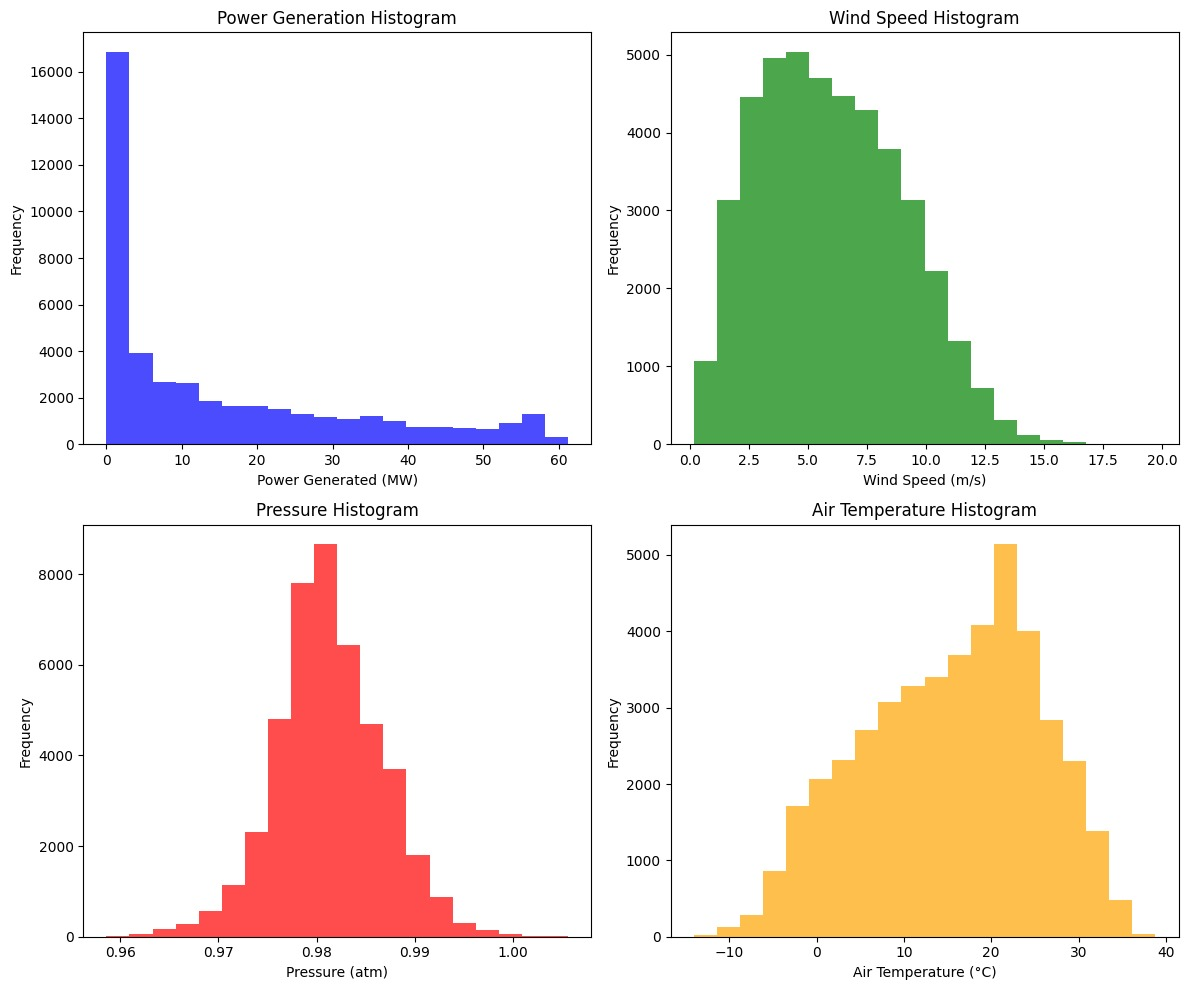 Power Generation Histogram
Frequency
16000
14000
12000
10000
8000
6000
4000
2000
0
0 10 20 30 40 50 60
Power Generated (MW)
Wind Speed Histogram
Frequency
5000
4000
3000
2000
1000
0
0.0 2.5 5.0 7.5 10.0 12.5 15.0 17.5 20.0
Wind Speed (m/s)
Pressure Histogram
Frequency
8000
6000
4000
2000
0
0.96 0.97 0.98 0.99 1.00
Pressure (atm)
Air Temperature Histogram
Frequency
5000
4000
3000
2000
1000
0
−10 0 10 20 30 40
Air Temperature (°C)